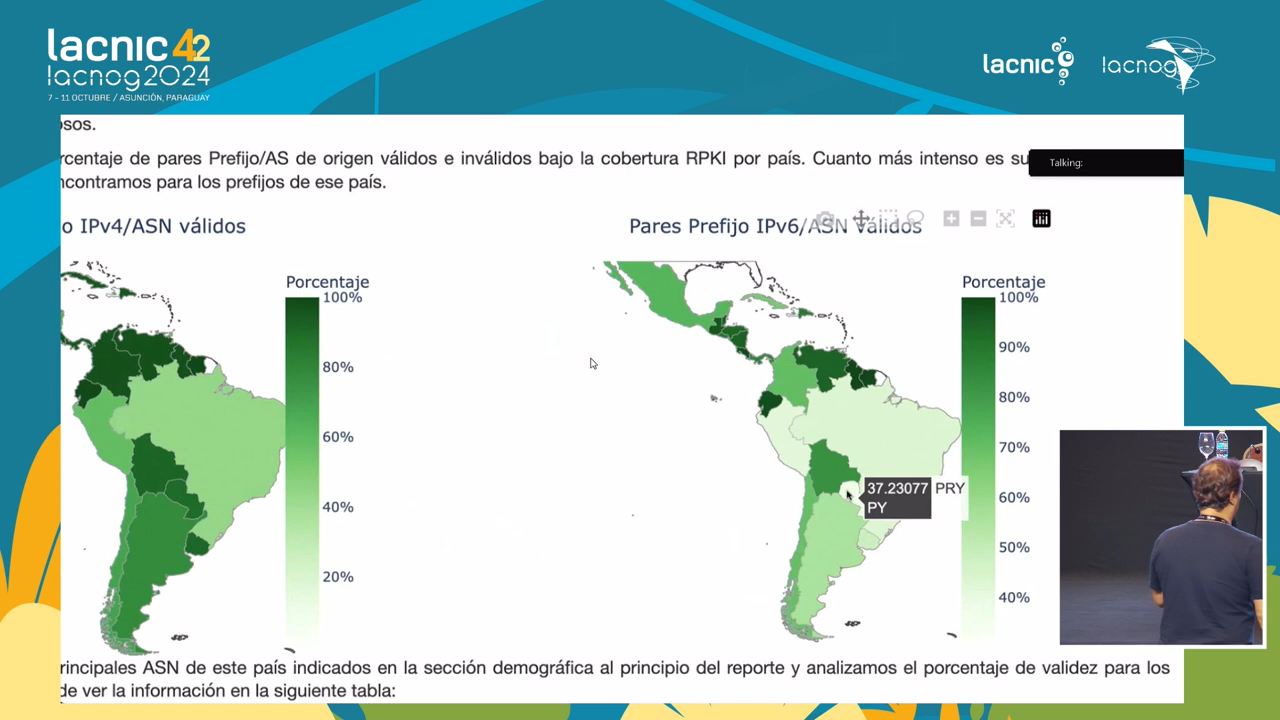 lacnic 42
lacnog 2024
7 - 11 OCTUBRE / ASUNCIÓN, PARAGUAY
lacnic
lacnog
osos.
rcentaje de pares Prefijo/AS de origen válidos e inválidos bajo la cobertura RPKI por país. Cuanto más intenso es su
ncontramos para los prefijos de ese país.
Talking:
o IPv4/ASN válidos
Pares Prefijo IPv6/ASN válidos
Porcentaje
100%
80%
60%
40%
20%
Porcentaje
100%
90%
80%
70%
60%
50%
40%
37.23077 PRY
PY
rincipales ASN de este país indicados en la sección demográfica al principio del reporte y analizamos el porcentaje de validez para los
de ver la información en la siguiente tabla: